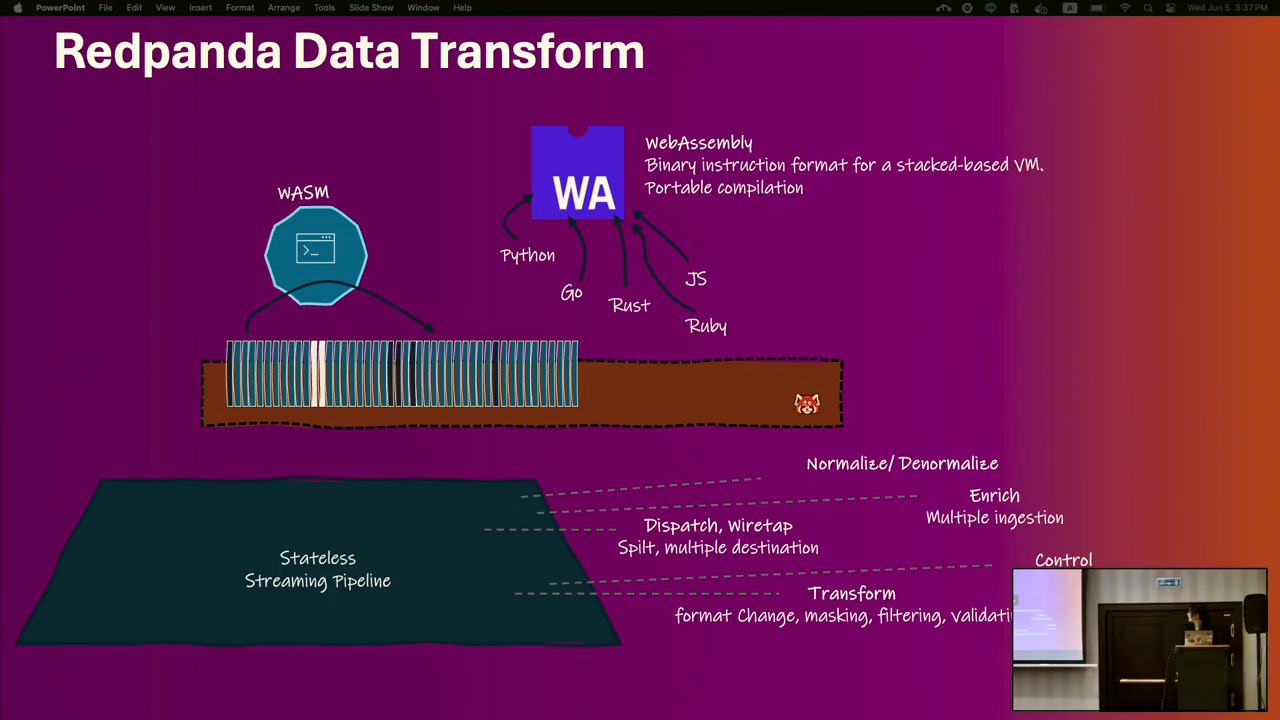 PowerPoint File Edit View Insert Format Arrange Tools Slide Show Window Help A Wed Jun 5 3:37 PM
Redpanda Data Transform
WebAssembly
Binary instruction format for a stacked-based VM.
Portable compilation
WA
WASM
>_
Python
Go
Rust
JS
Ruby
Normalize/ Denormalize
Enrich
Multiple ingestion
Dispatch, Wiretap
Spilt, multiple destination
Stateless
Streaming Pipeline
Control
Transform
format Change, masking, filtering,